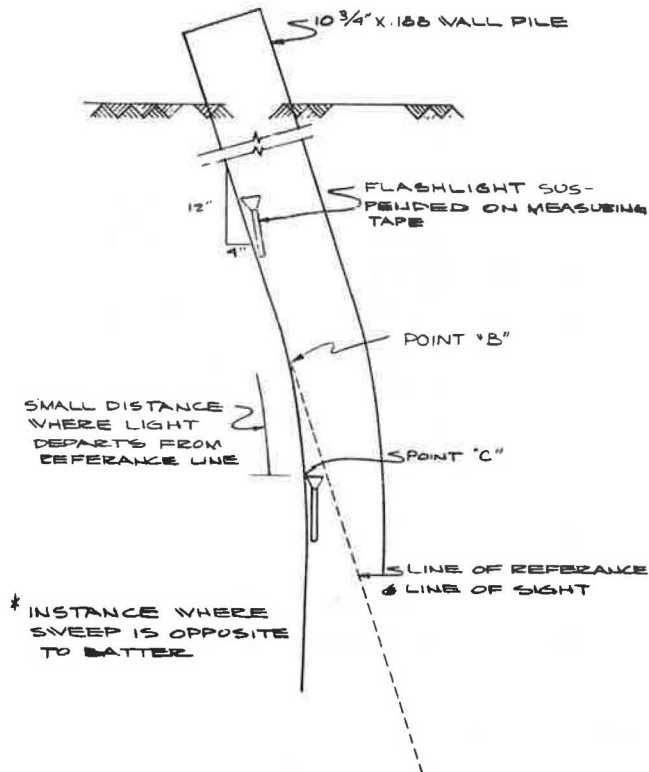 10 3/4" X .188 WALL PILE
FLASHLIGHT SUS-
PENDED ON MEASURING
TAPE
12"
4"
POINT "B"
SMALL DISTANCE
WHERE LIGHT
DEPARTS FROM
REFERANCE LINE
POINT "C"
LINE OF REFERANCE
& LINE OF SIGHT
* INSTANCE WHERE
SWEEP IS OPPOSITE
TO BATTER